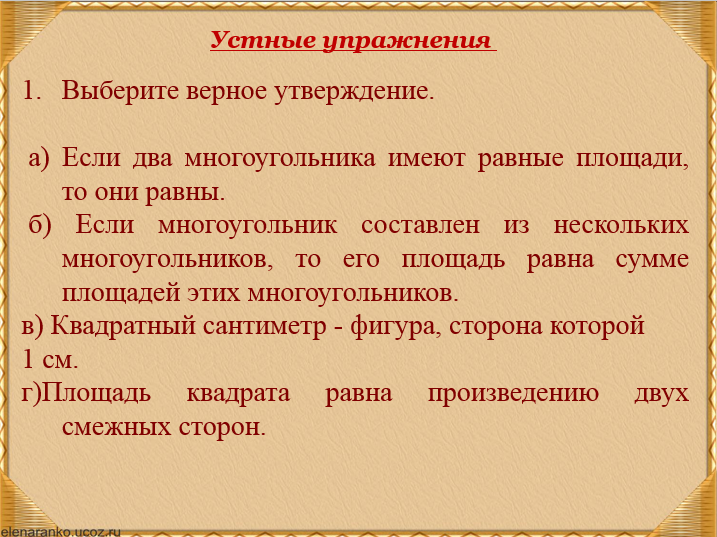 Устные упражнения
1. Выберите верное утверждение.
а) Если два многоугольника имеют равные площади,
то они равны.
б) Если многоугольник составлен из нескольких
многоугольников, то его площадь равна сумме
площадей этих многоугольников.
в) Квадратный сантиметр - фигура, сторона которой
1 см.
г)Площадь квадрата равна произведению двух
смежных сторон.
elenaranko.ucoz.ru